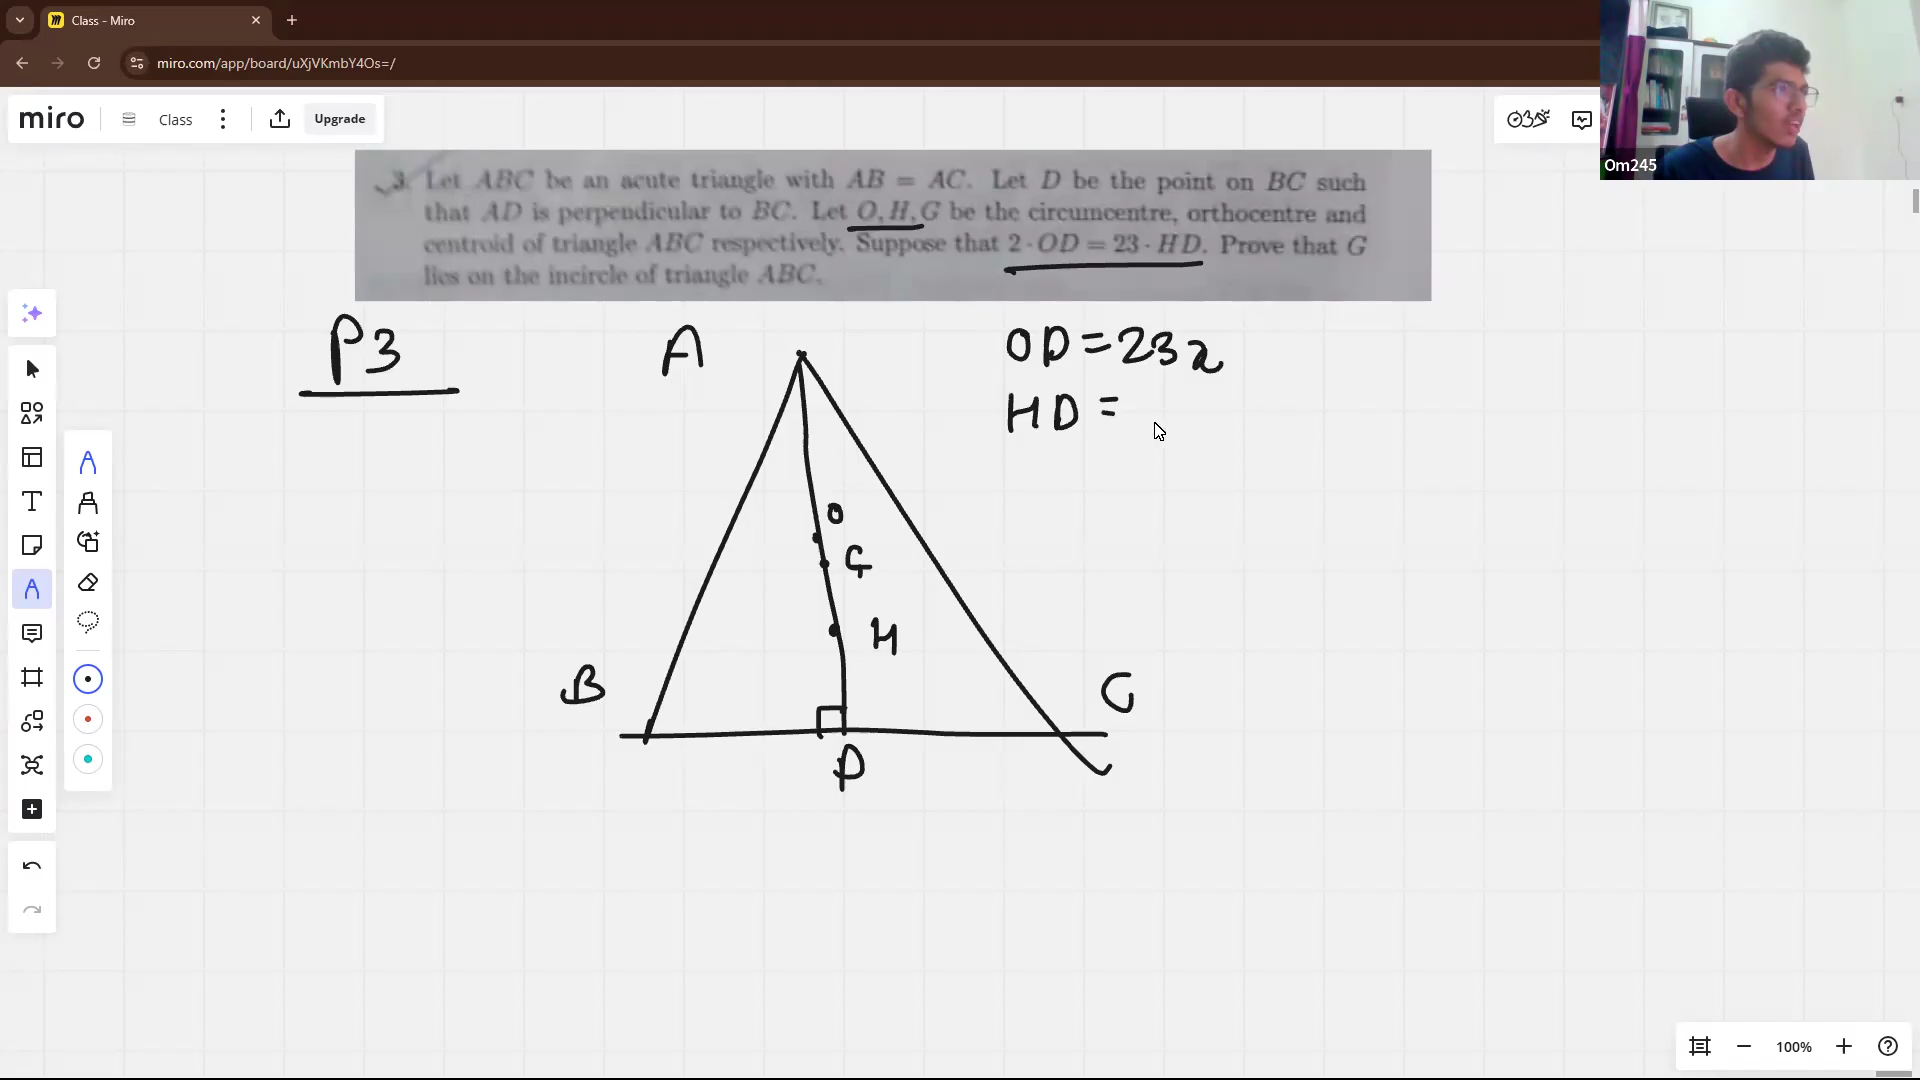 Class - Miro
miro.com/app/board/uXjVKmbY4Os=/
miro
Class
Upgrade
Om245
3. Let ABC be an acute triangle with AB = AC. Let D be the point on BC such
that AD is perpendicular to BC. Let O, H, G be the circumcentre, orthocentre and
centroid of triangle ABC respectively. Suppose that 2 · OD = 23 · HD. Prove that G
lies on the incircle of triangle ABC.
P3
A
OD = 23x
HD =
O
G
H
B
C
D
100%